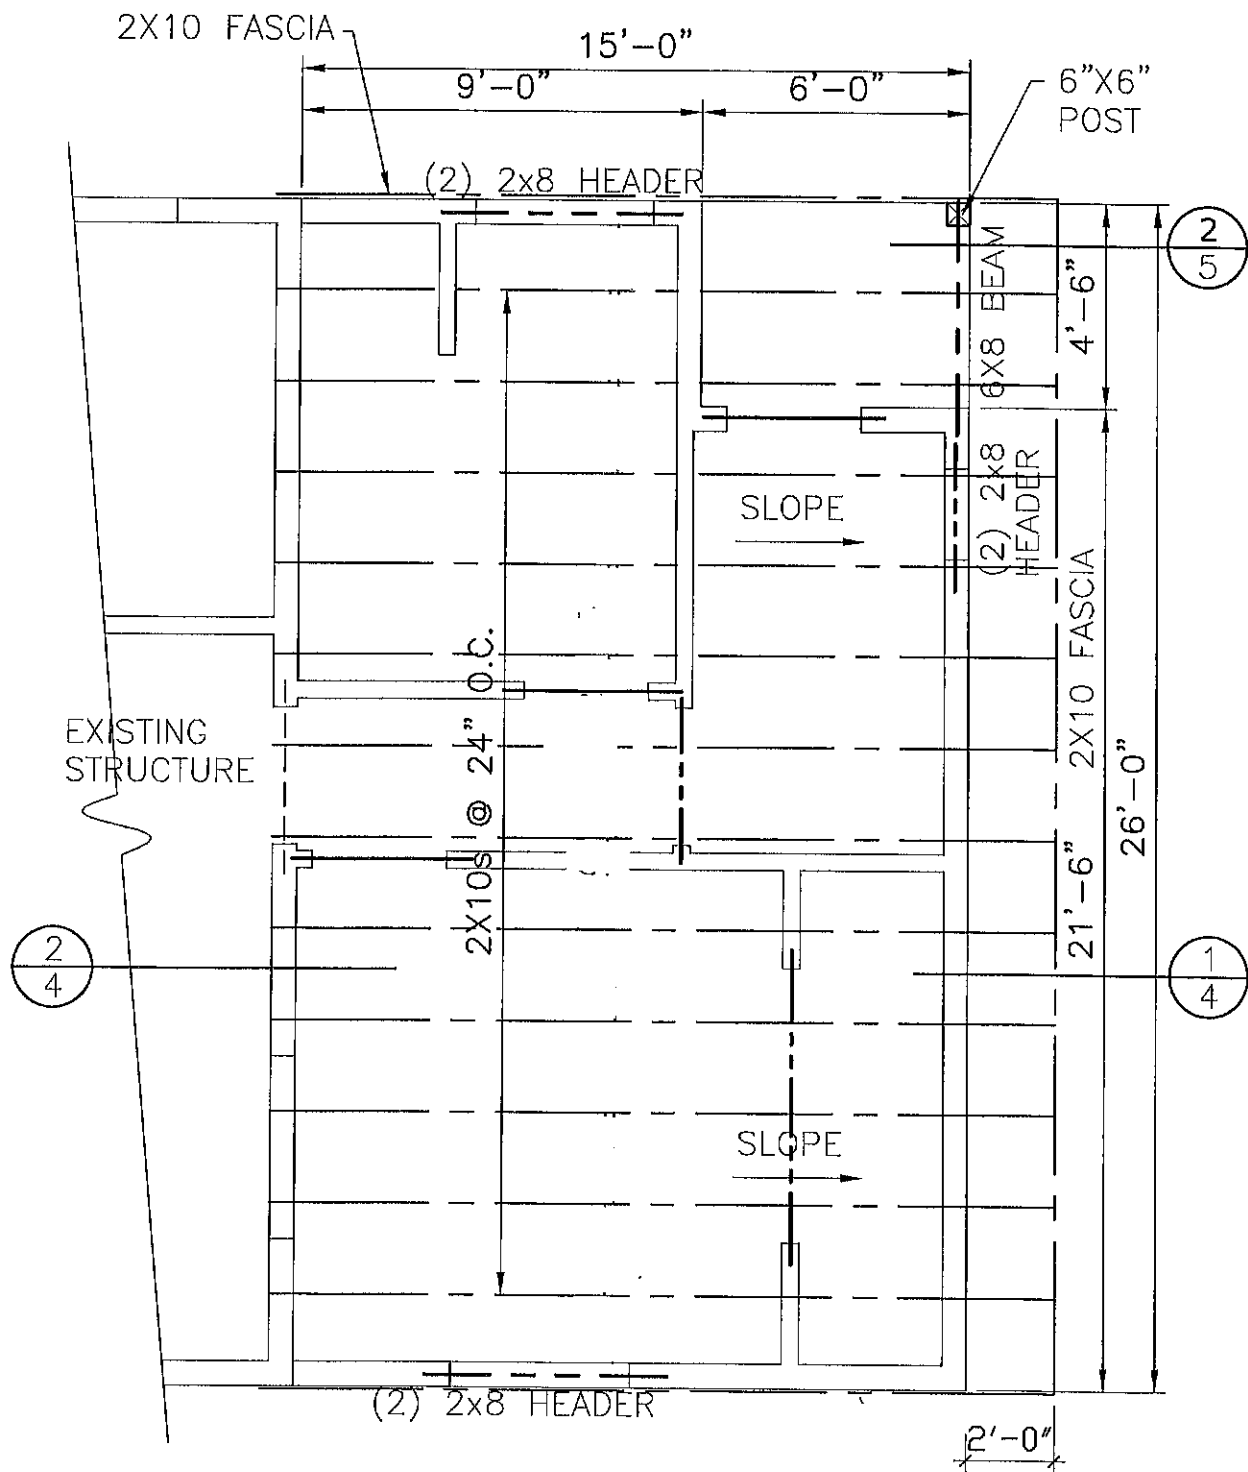 2X10 FASCIA
15'-0"
9'-0"
6'-0"
6"X6"
POST
(2) 2x8 HEADER
2
5
6X8 BEAM
4'-6"
(2) 2x8
HEADER
SLOPE
2X10s @ 24" O.C.
2X10 FASCIA
EXISTING
STRUCTURE
26'-0"
21'-6"
2
4
1
4
SLOPE
(2) 2x8 HEADER
2'-0"